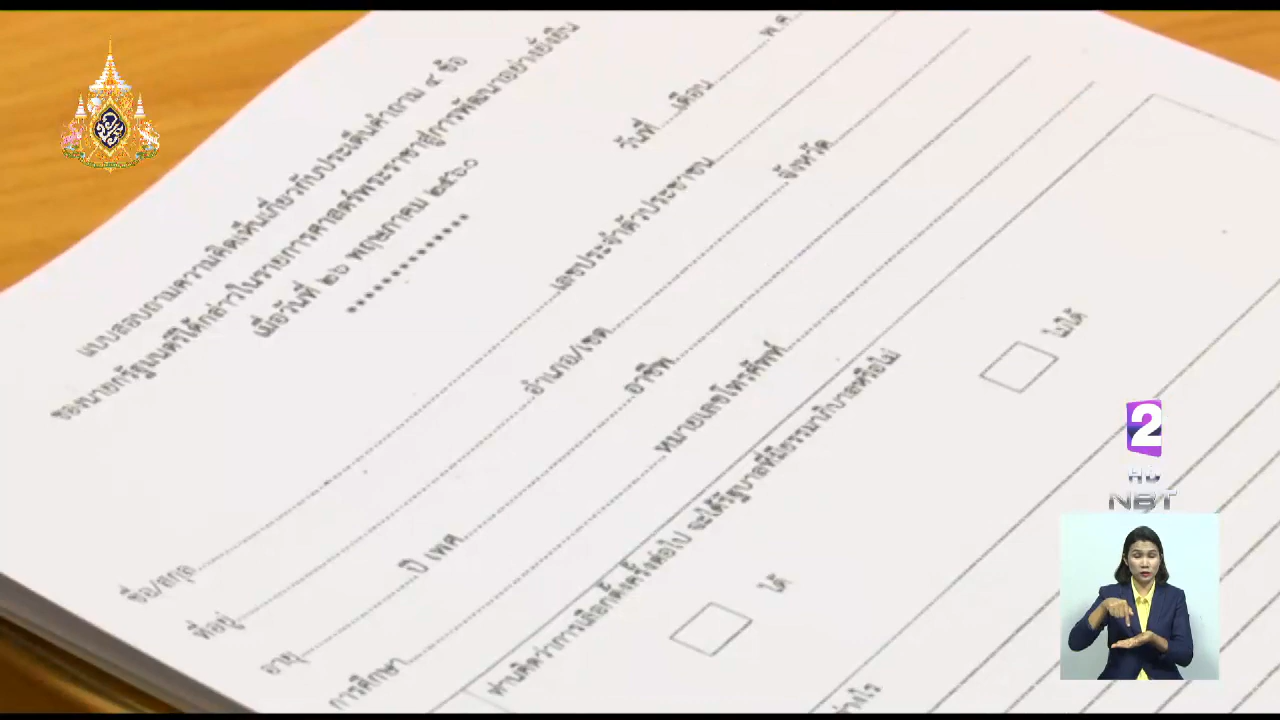 แบบสอบถามความคิดเห็นเกี่ยวกับประเด็นคำถาม ๔ ข้อ
ของนายกรัฐมนตรีได้กล่าวในรายการศาสตร์พระราชาสู่การพัฒนาอย่างยั่งยืน
เมื่อวันที่ ๒๖ พฤษภาคม ๒๕๖๐
วันที่.....เดือน..........พ.ศ.
ชื่อ/สกุล..........เลขประจำตัวประชาชน..........
ที่อยู่..........อำเภอ/เขต..........จังหวัด..........
อายุ..........ปี เพศ..........อาชีพ..........
การศึกษา..........หมายเลขโทรศัพท์..........
ท่านคิดว่าการเลือกตั้งครั้งต่อไป จะได้รัฐบาลที่มีธรรมาภิบาลหรือไม่
ได้ ไม่ได้
2
HD
NBT